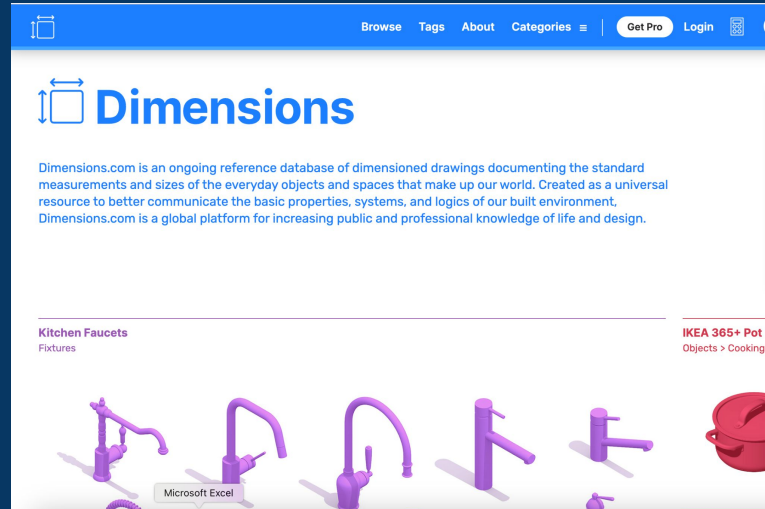 Browse Tags About Categories Get Pro Login
Dimensions
Dimensions.com is an ongoing reference database of dimensioned drawings documenting the standard
measurements and sizes of the everyday objects and spaces that make up our world. Created as a universal
resource to better communicate the basic properties, systems, and logics of our built environment,
Dimensions.com is a global platform for increasing public and professional knowledge of life and design.
Kitchen Faucets
Fixtures
IKEA 365+ Pot
Objects > Cooking
Microsoft Excel